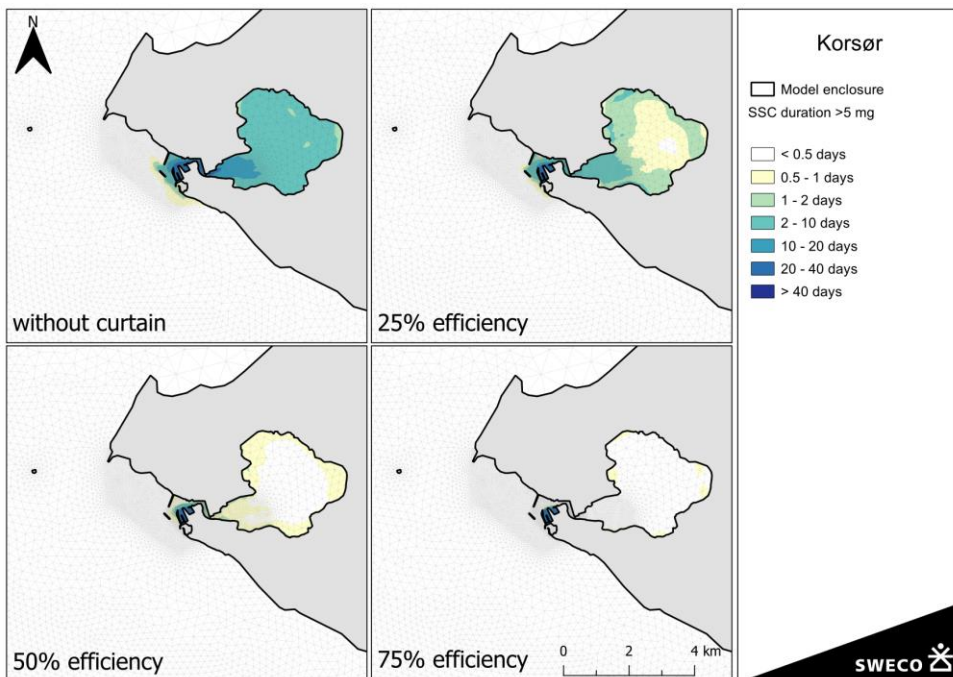 N
without curtain
25% efficiency
50% efficiency
75% efficiency
0 2 4 km
Korsør
Model enclosure
SSC duration >5 mg
< 0.5 days
0.5 - 1 days
1 - 2 days
2 - 10 days
10 - 20 days
20 - 40 days
> 40 days
SWECO